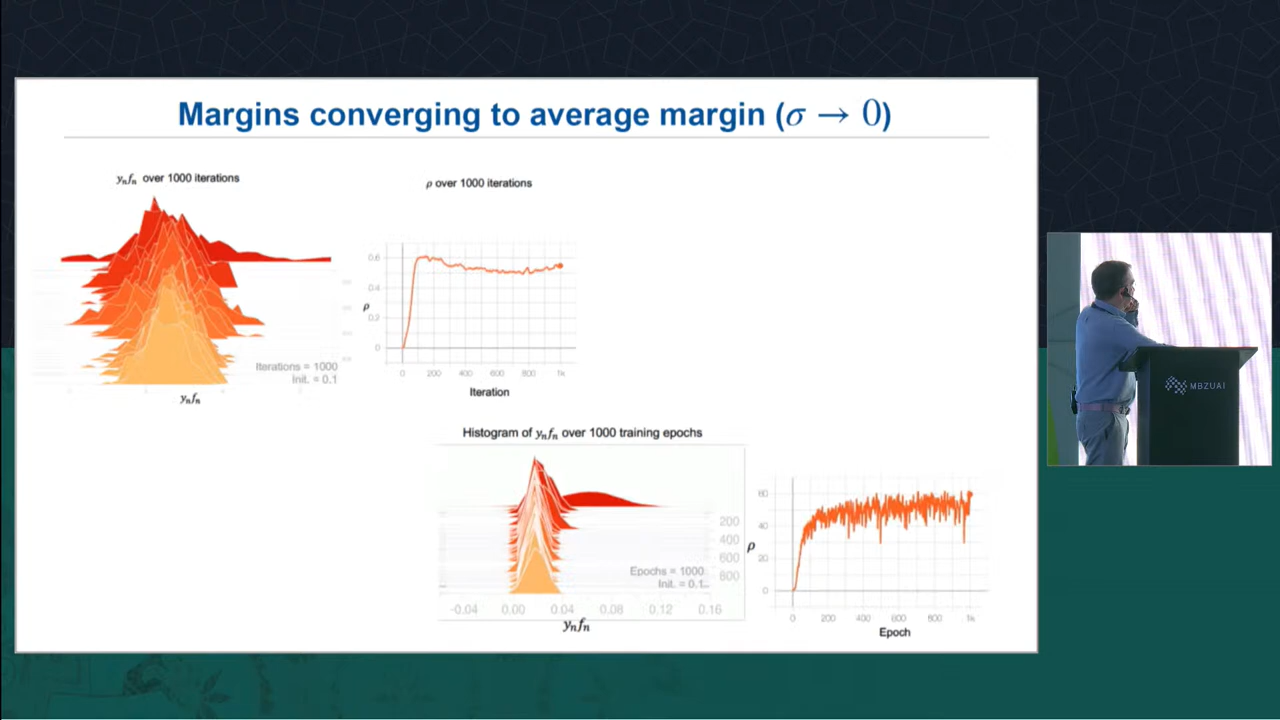 Margins converging to average margin (σ → 0)
yₙfₙ over 1000 iterations
Iterations = 1000
Init. = 0.1
yₙfₙ
ρ over 1000 iterations
0.6
0.4
0.2
0
ρ
0 200 400 600 800 1k
Iteration
Histogram of yₙfₙ over 1000 training epochs
200
400
600
800
Epochs = 1000
Init. = 0.1..
-0.04 0.00 0.04 0.08 0.12 0.16
yₙfₙ
60
40
20
0
ρ
0 200 400 600 800 1k
Epoch
MBZUAI